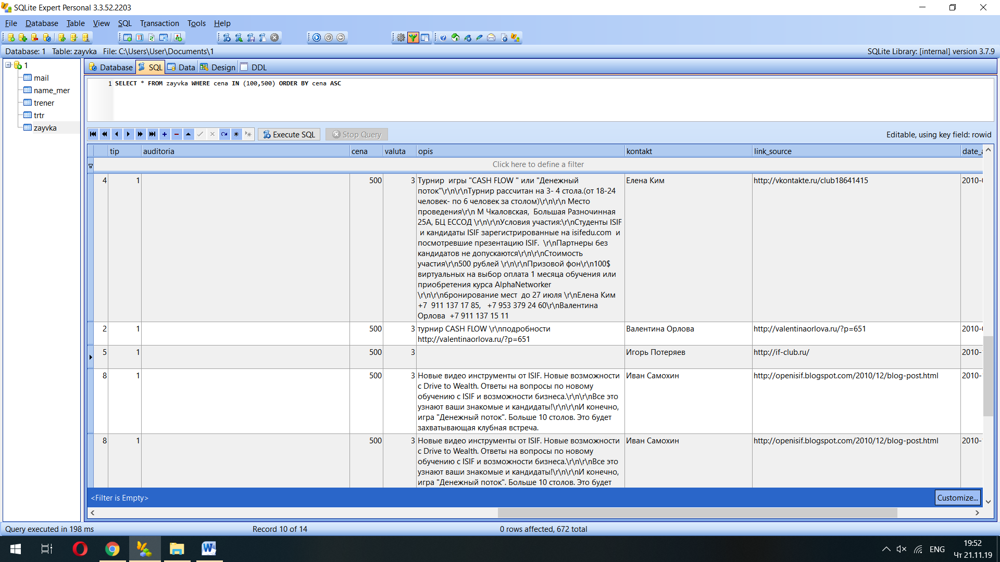 SQLite Expert Personal 3.3.52.2203
File Database Table View SQL Transaction Tools Help
Database: 1 Table: zayvka File: C:\Users\User\Documents\1
SQLite Library: [internal] version 3.7.9
1
mail
name_mer
trener
trtr
zayvka
Database SQL Data Design DDL
1 SELECT * FROM zayvka WHERE cena IN (100,500) ORDER BY cena ASC
Execute SQL Stop Query Editable, using key field: rowid
tip auditoria cena valuta opis kontakt link_source date_
Click here to define a filter
4 1 500 3 Турнир игры "CASH FLOW " или "Денежный Елена Ким http://vkontakte.ru/club18641415 2010-
поток"\r\n\r\nТурнир рассчитан на 3- 4 стола.(от 18-24
человек- по 6 человек за столом)\r\n\r\n Место
проведения\r\n М Чкаловская, Большая Разночинная
25А, БЦ ЕССОД \r\n\r\nУсловия участия:\r\nСтуденты ISIF
и кандидаты ISIF зарегистрированные на isifedu.com и
посмотревшие презентацию ISIF. \r\nПартнеры без
кандидатов не допускаются\r\n\r\nСтоимость
участия\r\n500 рублей \r\n\r\nПризовой фон\r\n100$
виртуальных на выбор оплата 1 месяца обучения или
приобретения курса AlphaNetworker
\r\n\r\nбронирование мест до 27 июля \r\nЕлена Ким
+7 911 137 17 85, +7 953 379 24 60\r\nВалентина
Орлова +7 911 137 15 11
2 1 500 3 турнир CASH FLOW \r\nподробности Валентина Орлова http://valentinaorlova.ru/?p=651 2010-
http://valentinaorlova.ru/?p=651
5 1 500 3 Игорь Потеряев http://if-club.ru/ 2010-
8 1 500 3 Новые видео инструменты от ISIF. Новые возможности Иван Самохин http://openisif.blogspot.com/2010/12/blog-post.html 2010-
с Drive to Wealth. Ответы на вопросы по новому
обучению с ISIF и возможности бизнеса.\r\n\r\nВсе это
узнают ваши знакомые и кандидаты!\r\n\r\nИ конечно,
игра "Денежный поток". Больше 10 столов. Это будет
захватывающая клубная встреча.
8 1 500 3 Новые видео инструменты от ISIF. Новые возможности Иван Самохин http://openisif.blogspot.com/2010/12/blog-post.html 2010-
с Drive to Wealth. Ответы на вопросы по новому
обучению с ISIF и возможности бизнеса.\r\n\r\nВсе это
узнают ваши знакомые и кандидаты!\r\n\r\nИ конечно,
игра "Денежный поток". Больше 10 столов. Это будет
<Filter is Empty> Customize...
Query executed in 198 ms Record 10 of 14 0 rows affected, 672 total
ENG 19:52
Чт 21.11.19